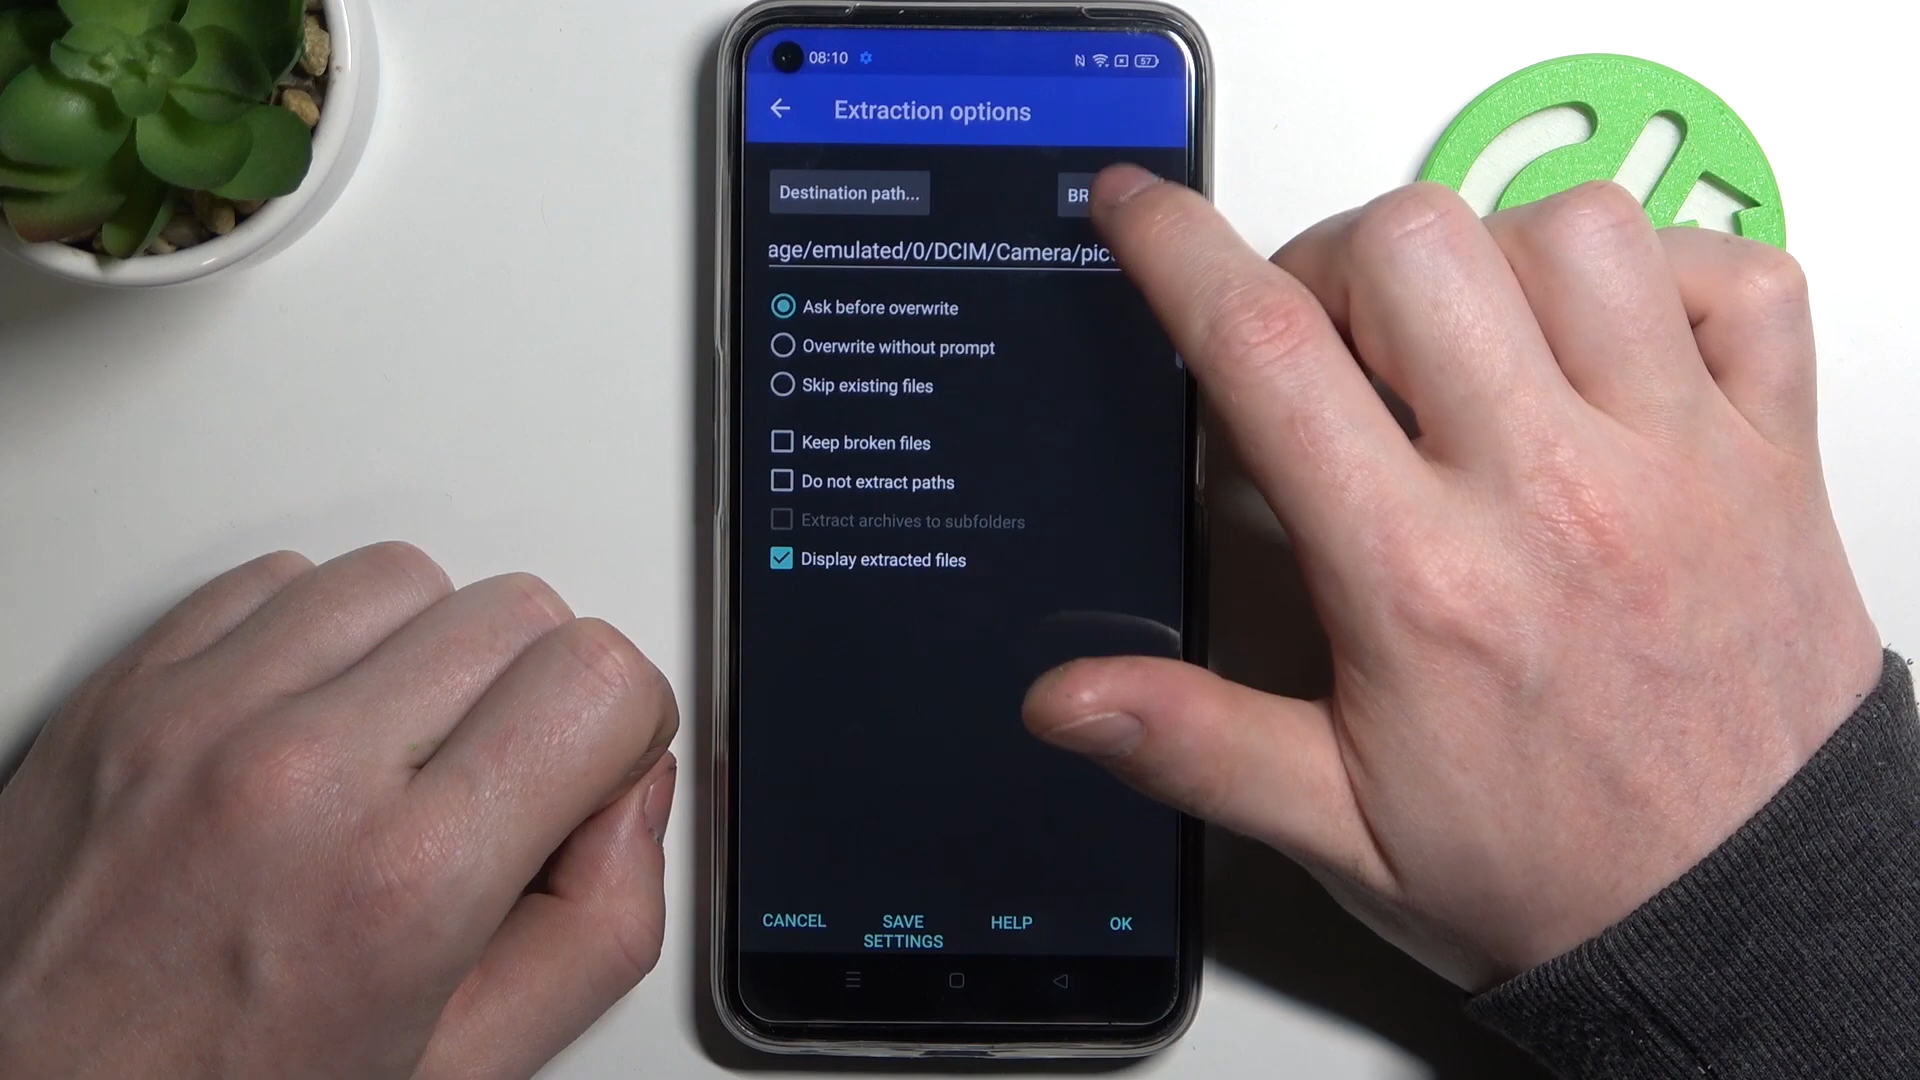 08:10
57
Extraction options
Destination path...
BR
age/emulated/0/DCIM/Camera/pic
Ask before overwrite
Overwrite without prompt
Skip existing files
Keep broken files
Do not extract paths
Extract archives to subfolders
Display extracted files
CANCEL
SAVE
SETTINGS
HELP
OK